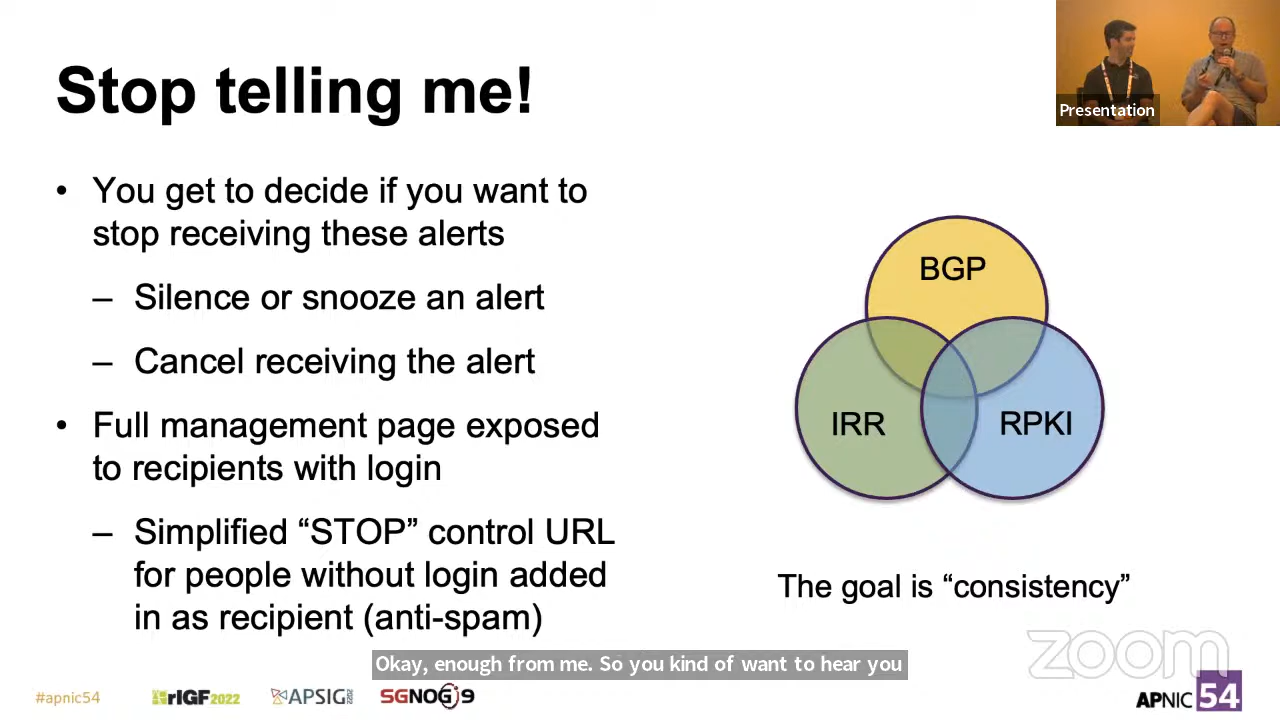 Stop telling me!
Presentation
• You get to decide if you want to
stop receiving these alerts
– Silence or snooze an alert
– Cancel receiving the alert
• Full management page exposed
to recipients with login
– Simplified “STOP” control URL
for people without login added
in as recipient (anti-spam)
BGP
IRR
RPKI
The goal is “consistency”
zoom
Okay, enough from me. So you kind of want to hear you
#apnic54
rIGF2022
APSIG
SGNOG 9
APNIC 54